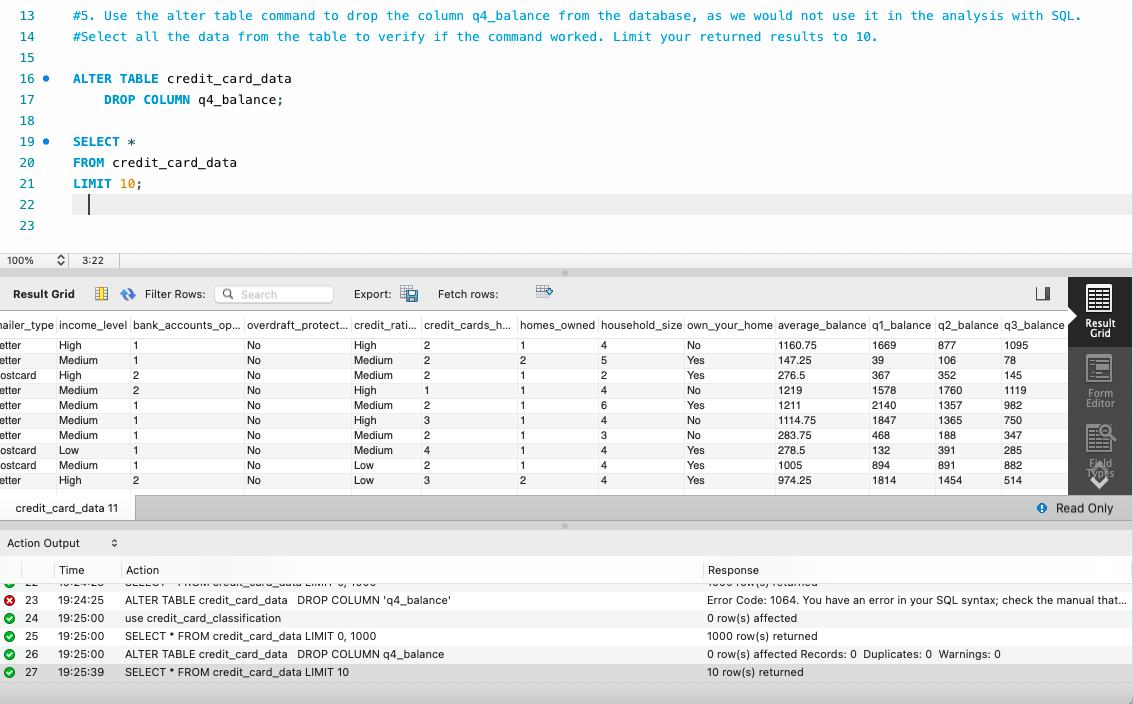 13 #5. Use the alter table command to drop the column q4_balance from the database, as we would not use it in the analysis with SQL.
14 #Select all the data from the table to verify if the command worked. Limit your returned results to 10.
15
16 ALTER TABLE credit_card_data
17 DROP COLUMN q4_balance;
18
19 SELECT *
20 FROM credit_card_data
21 LIMIT 10;
22
23
100% 3:22
Result Grid Filter Rows: Search Export: Fetch rows:
nailer_type income_level bank_accounts_op... overdraft_protect... credit_rati... credit_cards_h... homes_owned household_size own_your_home average_balance q1_balance q2_balance q3_balance
etter High 1 No High 2 1 4 No 1160.75 1669 877 1095
etter Medium 1 No Medium 2 2 5 Yes 147.25 39 106 78
ostcard High 2 No Medium 2 1 2 Yes 276.5 367 352 145
etter Medium 2 No High 1 1 4 No 1219 1578 1760 1119
etter Medium 1 No Medium 2 1 6 Yes 1211 2140 1357 982
etter Medium 1 No High 3 1 4 No 1114.75 1847 1365 750
etter Medium 1 No Medium 2 1 3 No 283.75 468 188 347
ostcard Low 1 No Medium 4 1 4 Yes 278.5 132 391 285
ostcard Medium 1 No Low 2 1 4 Yes 1005 894 891 882
etter High 2 No Low 3 2 4 Yes 974.25 1814 1454 514
Result
Grid
Form
Editor
Field
Types
credit_card_data 11 Read Only
Action Output
Time Action Response
22 19:24:25 SELECT * FROM credit_card_data LIMIT 0, 1000 1000 row(s) returned
23 19:24:25 ALTER TABLE credit_card_data DROP COLUMN 'q4_balance' Error Code: 1064. You have an error in your SQL syntax; check the manual that...
24 19:25:00 use credit_card_classification 0 row(s) affected
25 19:25:00 SELECT * FROM credit_card_data LIMIT 0, 1000 1000 row(s) returned
26 19:25:00 ALTER TABLE credit_card_data DROP COLUMN q4_balance 0 row(s) affected Records: 0 Duplicates: 0 Warnings: 0
27 19:25:39 SELECT * FROM credit_card_data LIMIT 10 10 row(s) returned